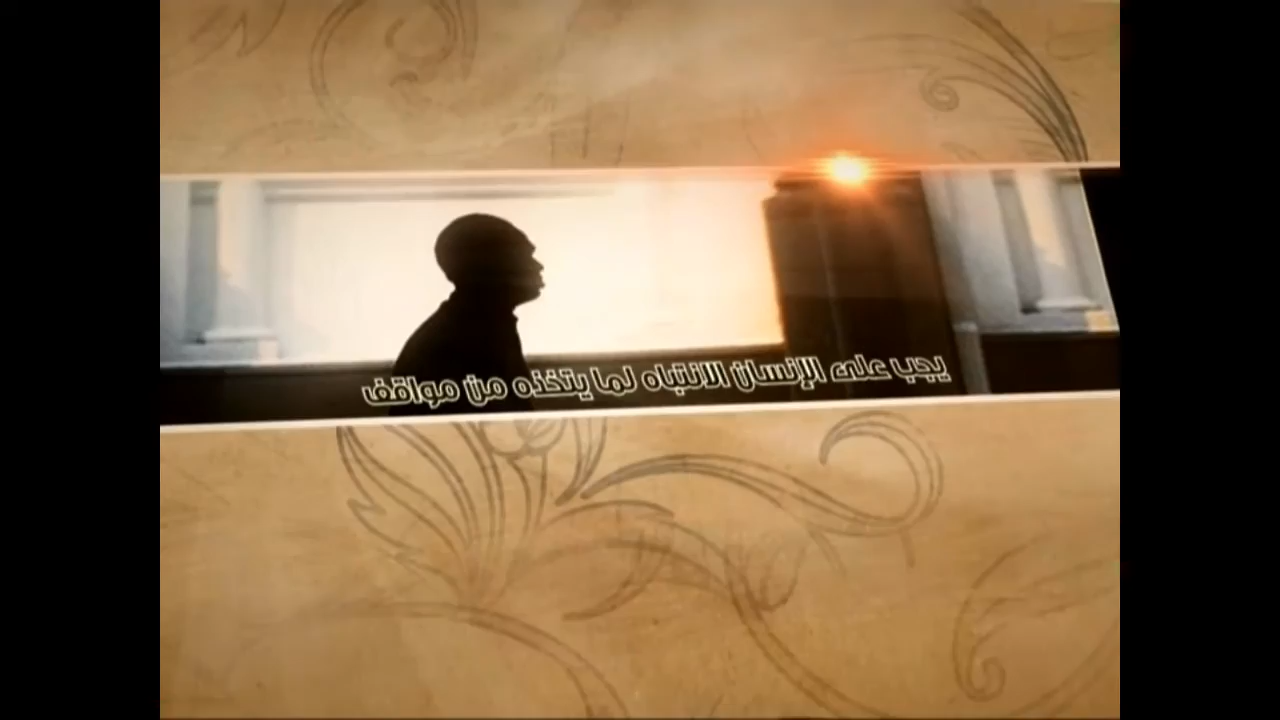 يجب على الإنسان الانتباه لما يتخذه من مواقف